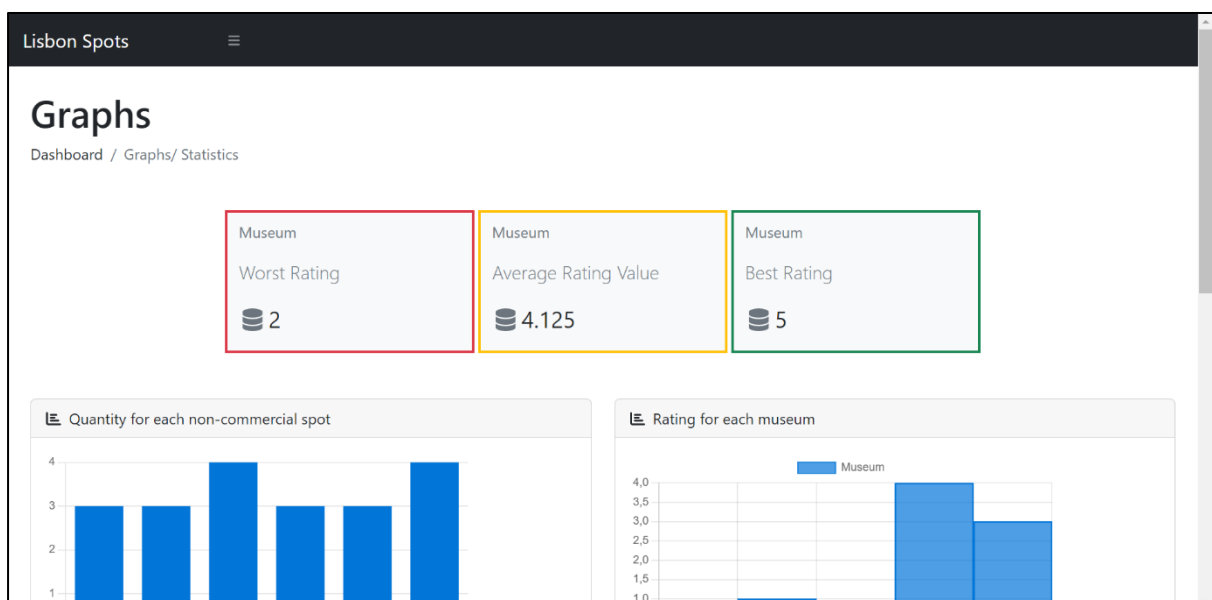 Lisbon Spots
Graphs
Dashboard / Graphs/ Statistics
Museum
Worst Rating
2
Museum
Average Rating Value
4.125
Museum
Best Rating
5
Quantity for each non-commercial spot
4
3
2
1
Rating for each museum
Museum
4,0
3,5
3,0
2,5
2,0
1,5
1,0